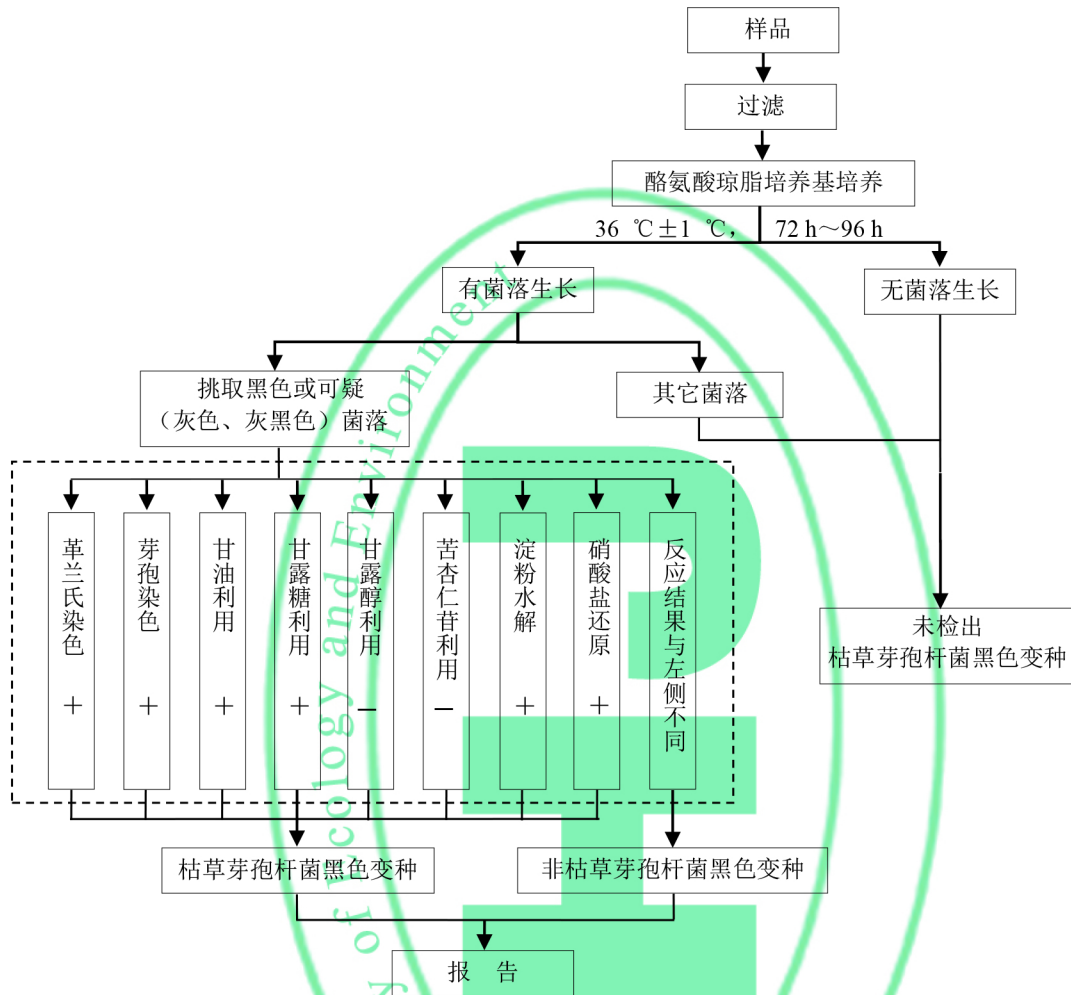 样品
过滤
酪氨酸琼脂培养基培养
36 ℃±1 ℃， 72 h～96 h
有菌落生长
无菌落生长
挑取黑色或可疑
（灰色、灰黑色）菌落
其它菌落
革兰氏染色 +
芽孢染色 +
甘油利用 +
甘露糖利用 +
甘露醇利用 −
苦杏仁苷利用 −
淀粉水解 +
硝酸盐还原 +
反应结果与左侧不同
未检出
枯草芽孢杆菌黑色变种
枯草芽孢杆菌黑色变种
非枯草芽孢杆菌黑色变种
报 告
y of Ecology and Environment